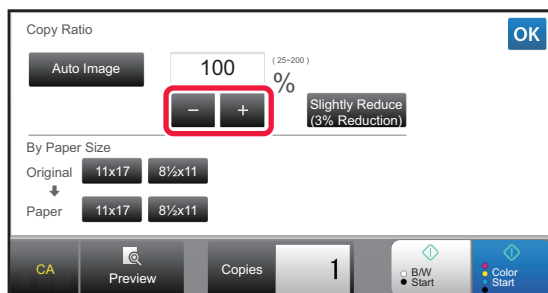 Copy Ratio
OK
Auto Image
100
(25~200)
%
−
+
Slightly Reduce
(3% Reduction)
By Paper Size
Original
11x17
8½x11
Paper
11x17
8½x11
CA
Preview
Copies
1
B/W
Start
Color
Start